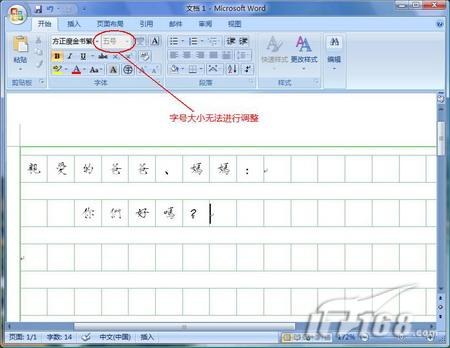 文档 1 - Microsoft Word
开始 插入 页面布局 引用 邮件 审阅 视图
方正瘦金书繁 五号
粘贴
快速样式 更改样式 编辑
剪贴板 字体 段落 样式
字号大小无法进行调整
親愛的爸爸、媽媽：
你們好嗎？
页面: 1/1 字数: 14 中文(中国) 插入 172%
IT168.com